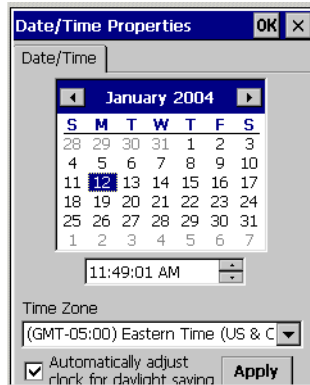 Date/Time Properties OK ×
Date/Time
January 2004
S M T W T F S
28 29 30 31 1 2 3
4 5 6 7 8 9 10
11 12 13 14 15 16 17
18 19 20 21 22 23 24
25 26 27 28 29 30 31
1 2 3 4 5 6 7
11:49:01 AM
Time Zone
(GMT-05:00) Eastern Time (US & C
Automatically adjust
clock for daylight saving
Apply